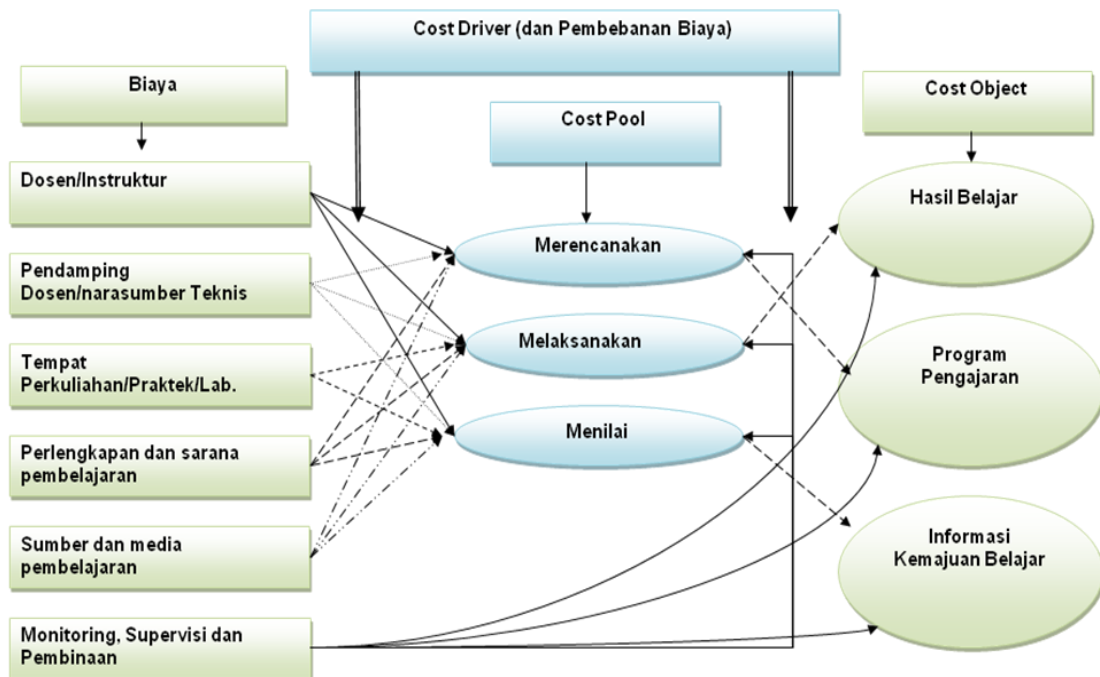 Cost Driver (dan Pembebanan Biaya)
Biaya
Cost Pool
Cost Object
Dosen/Instruktur
Pendamping
Dosen/narasumber Teknis
Tempat
Perkuliahan/Praktek/Lab.
Perlengkapan dan sarana
pembelajaran
Sumber dan media
pembelajaran
Monitoring, Supervisi dan
Pembinaan
Merencanakan
Melaksanakan
Menilai
Hasil Belajar
Program
Pengajaran
Informasi
Kemajuan Belajar